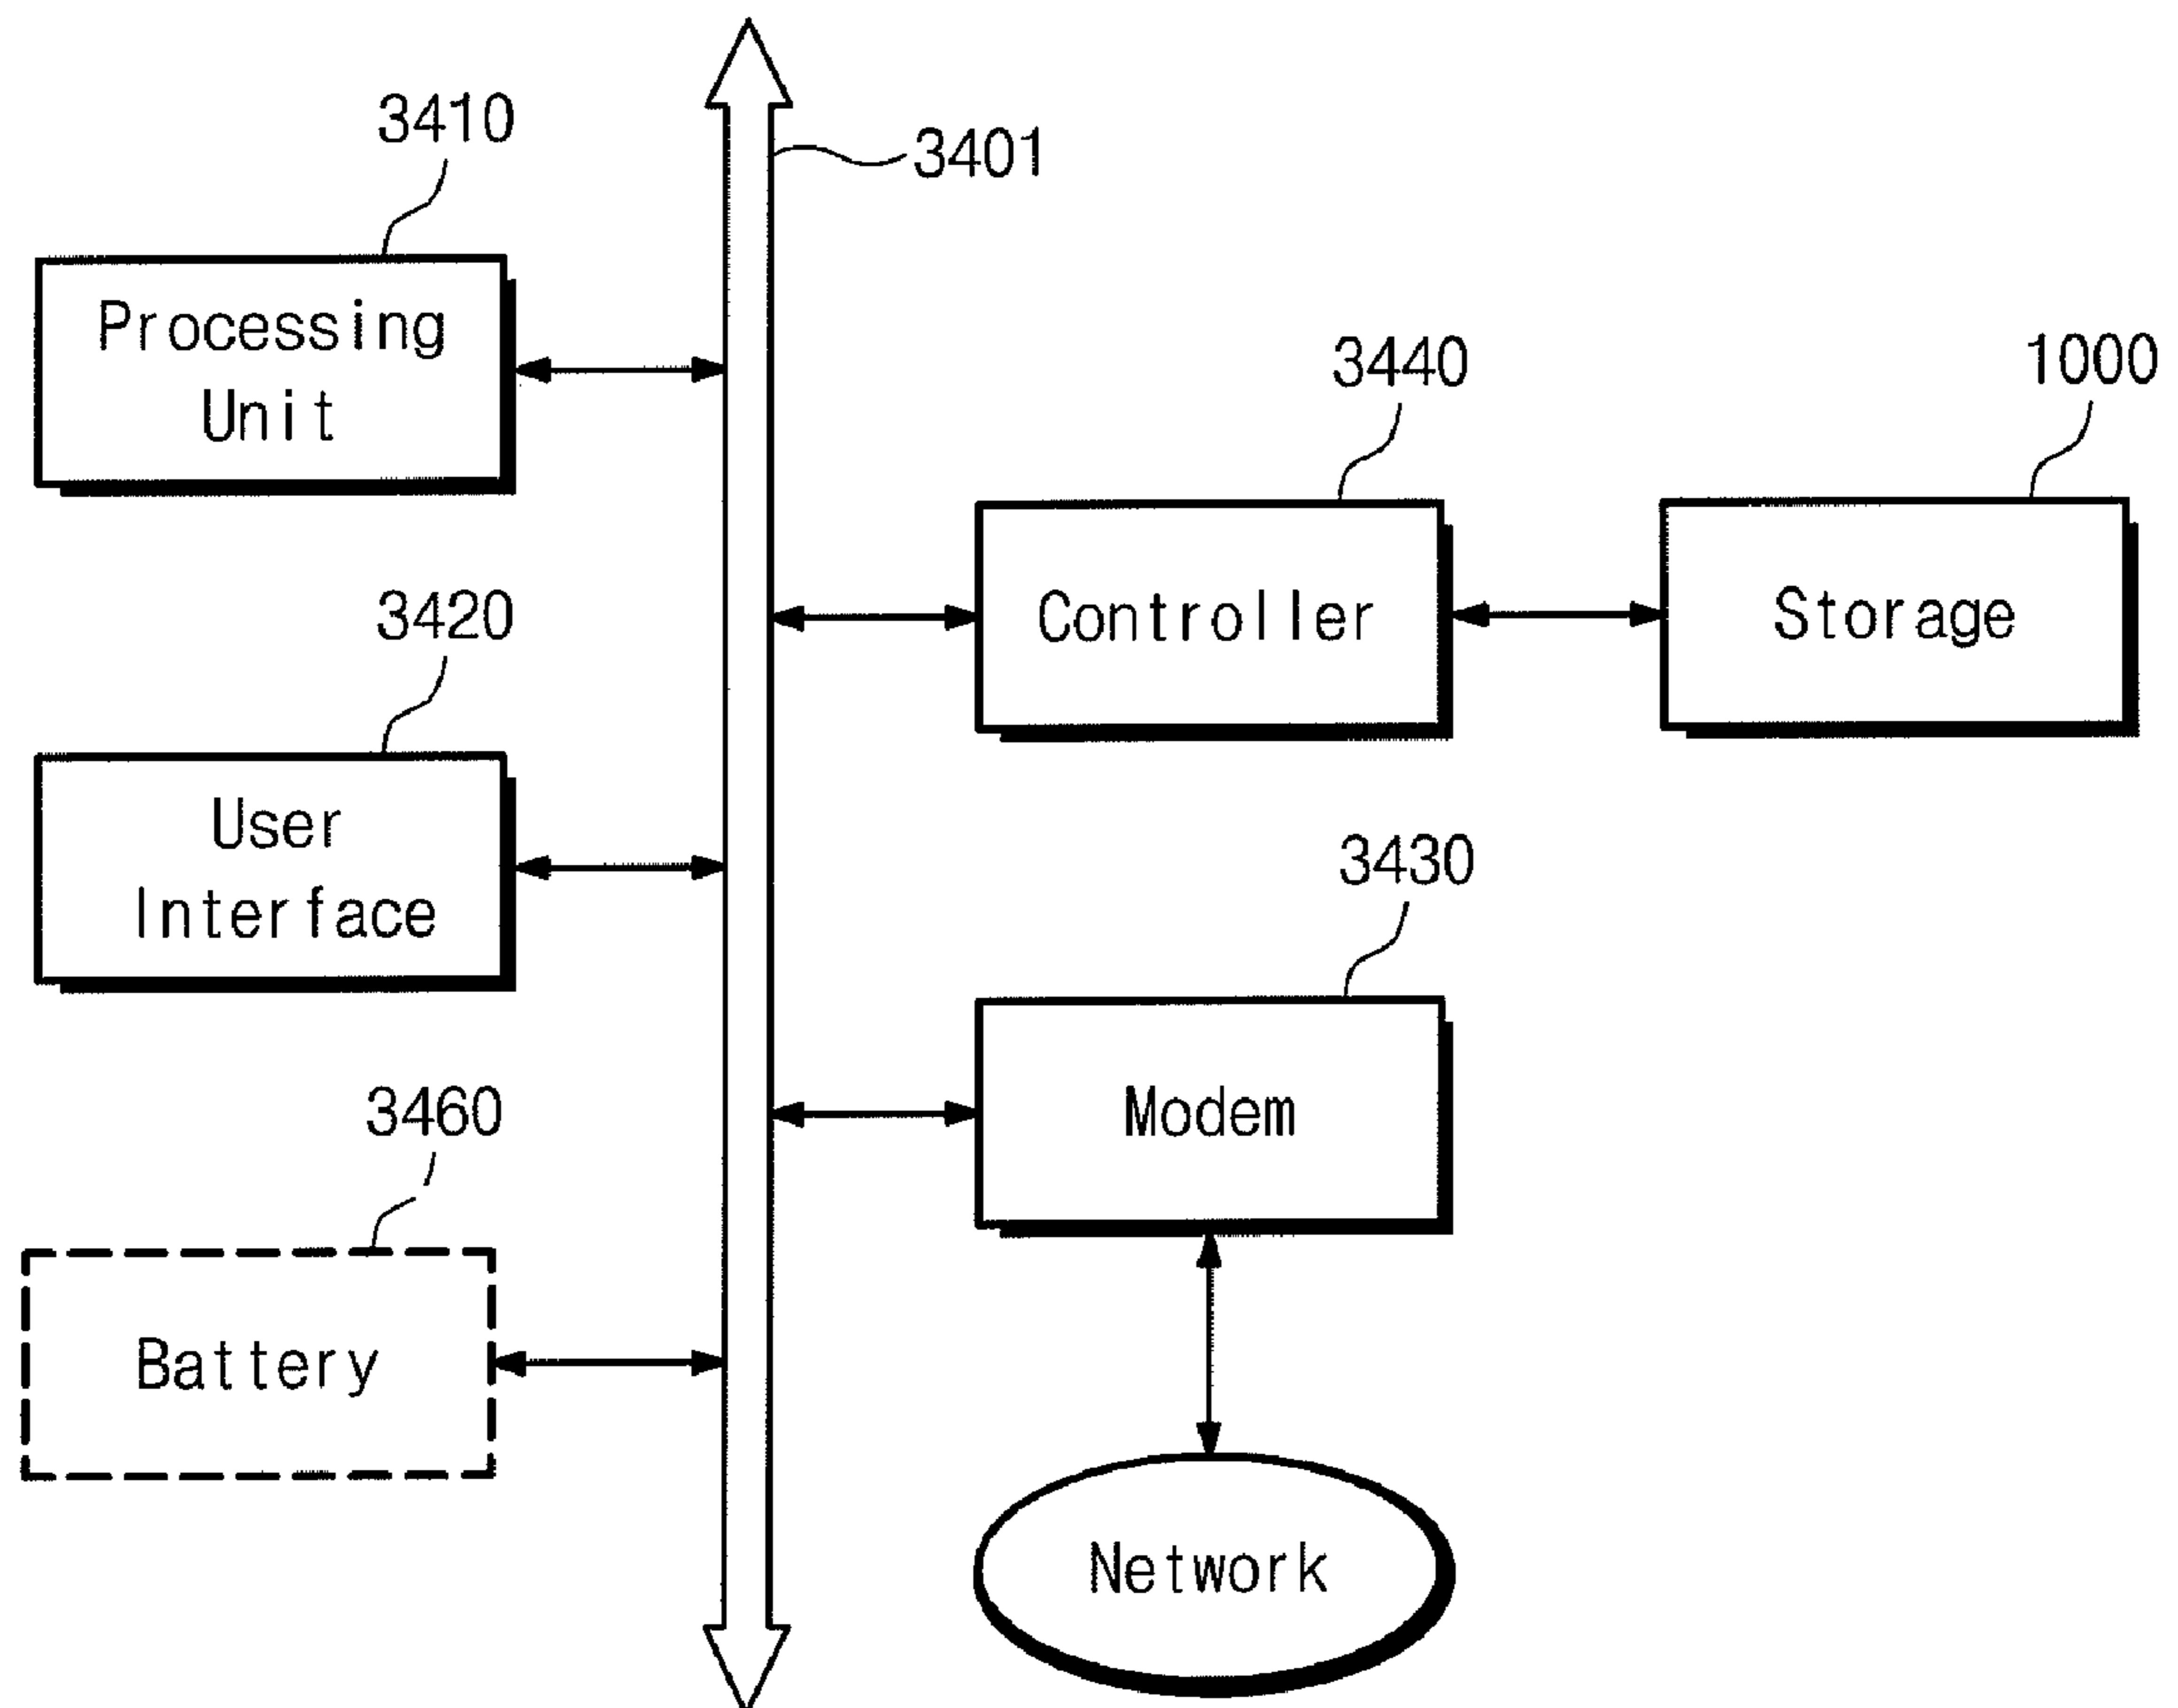 3410
3401
Processing
Unit
3440
1000
Controller
Storage
3420
User
Interface
3430
Modem
3460
Battery
Network